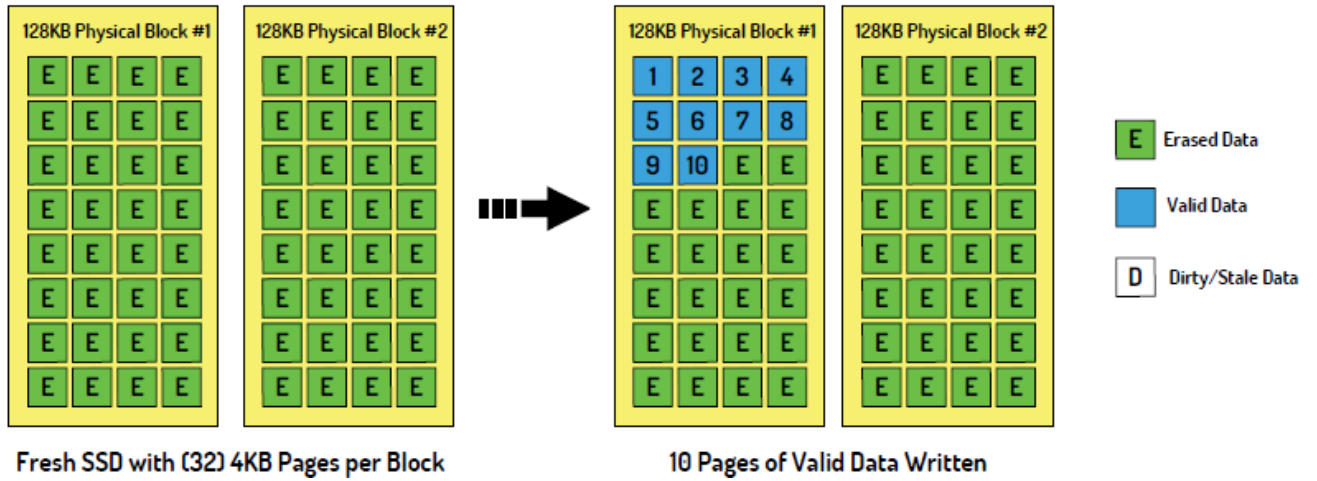 128KB Physical Block #1
E E E E
E E E E
E E E E
E E E E
E E E E
E E E E
E E E E
E E E E
128KB Physical Block #2
E E E E
E E E E
E E E E
E E E E
E E E E
E E E E
E E E E
E E E E
Fresh SSD with (32) 4KB Pages per Block
128KB Physical Block #1
1 2 3 4
5 6 7 8
9 10 E E
E E E E
E E E E
E E E E
E E E E
E E E E
128KB Physical Block #2
E E E E
E E E E
E E E E
E E E E
E E E E
E E E E
E E E E
E E E E
10 Pages of Valid Data Written
E Erased Data
Valid Data
D Dirty/Stale Data